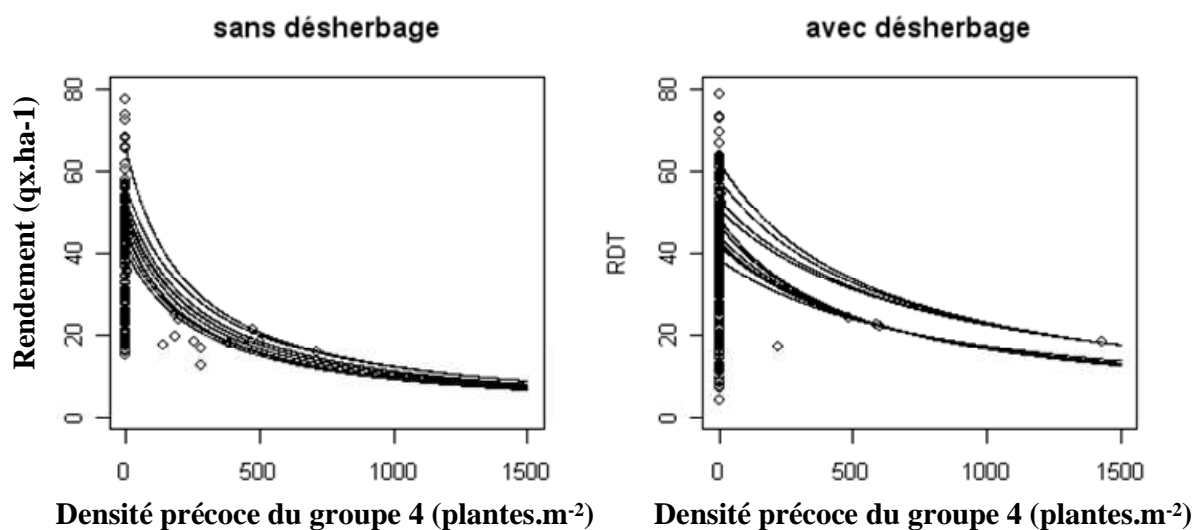 sans désherbage
Rendement (qx.ha-1)
80
60
40
20
0
0 500 1000 1500
Densité précoce du groupe 4 (plantes.m-2)
avec désherbage
RDT
80
60
40
20
0
0 500 1000 1500
Densité précoce du groupe 4 (plantes.m-2)